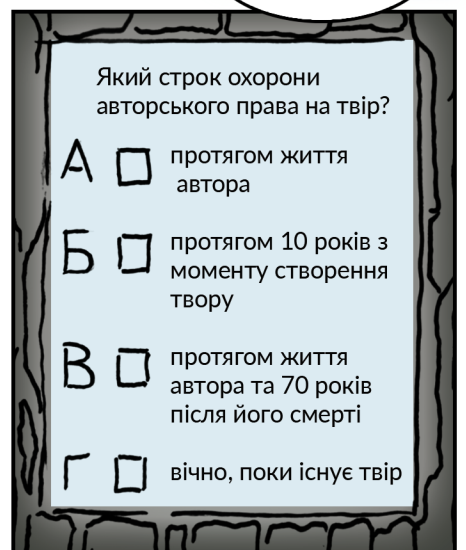 Який строк охорони
авторського права на твір?
А протягом життя
автора
Б протягом 10 років з
моменту створення
твору
В протягом життя
автора та 70 років
після його смерті
Г вічно, поки існує твір